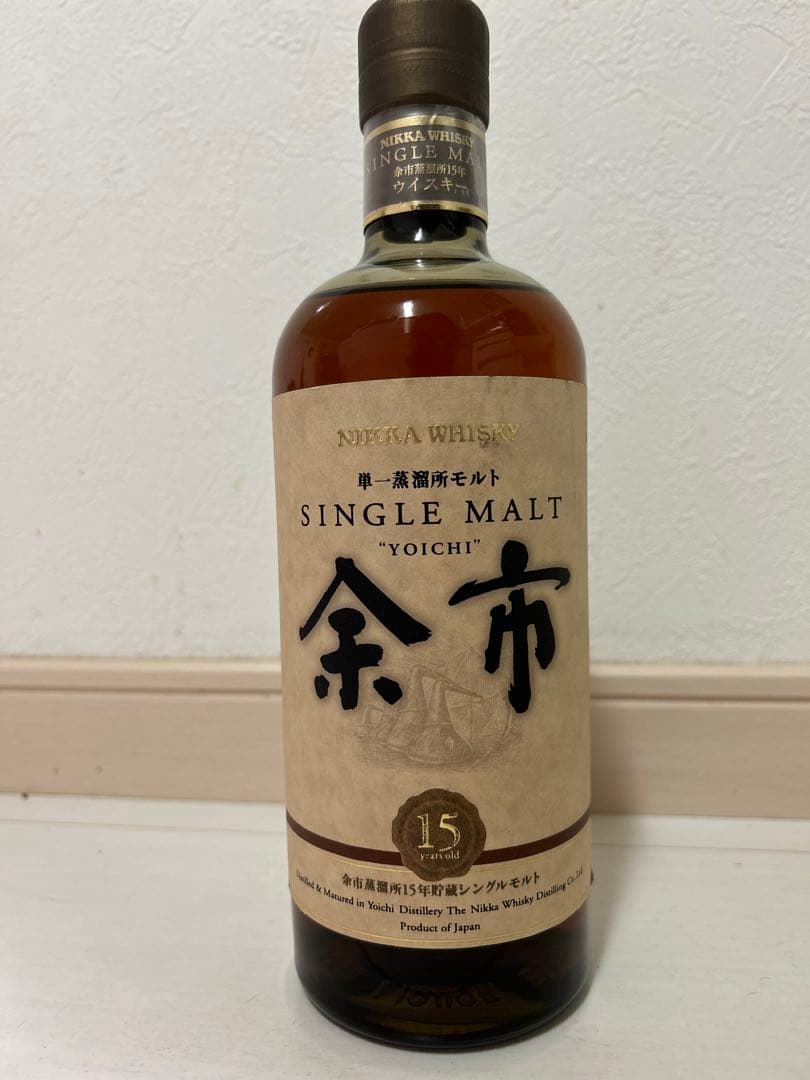 NIKKA WHISKY
SINGLE MALT
余市蒸溜所15年
ウイスキー
NIKKA WHISKY
単一蒸溜所モルト
SINGLE MALT
"YOICHI"
余市
15
years old
余市蒸溜所15年貯蔵シングルモルト
Distilled & Matured in Yoichi Distillery The Nikka Whisky Distilling Co., Ltd.
Product of Japan